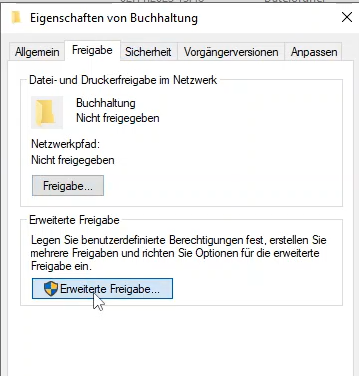 Eigenschaften von Buchhaltung
Allgemein Freigabe Sicherheit Vorgängerversionen Anpassen
Datei- und Druckerfreigabe im Netzwerk
Buchhaltung
Nicht freigegeben
Netzwerkpfad:
Nicht freigegeben
Freigabe...
Erweiterte Freigabe
Legen Sie benutzerdefinierte Berechtigungen fest, erstellen Sie
mehrere Freigaben und richten Sie Optionen für die erweiterte
Freigabe ein.
Erweiterte Freigabe...